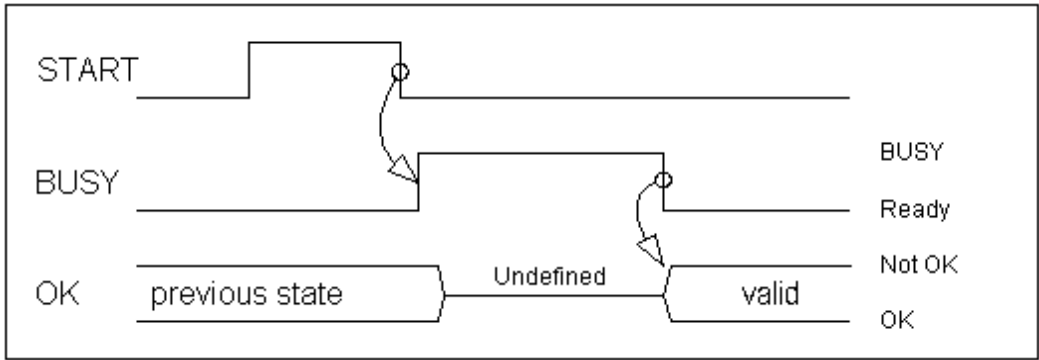 START
BUSY
BUSY
Ready
OK
previous state
Undefined
valid
Not OK
OK